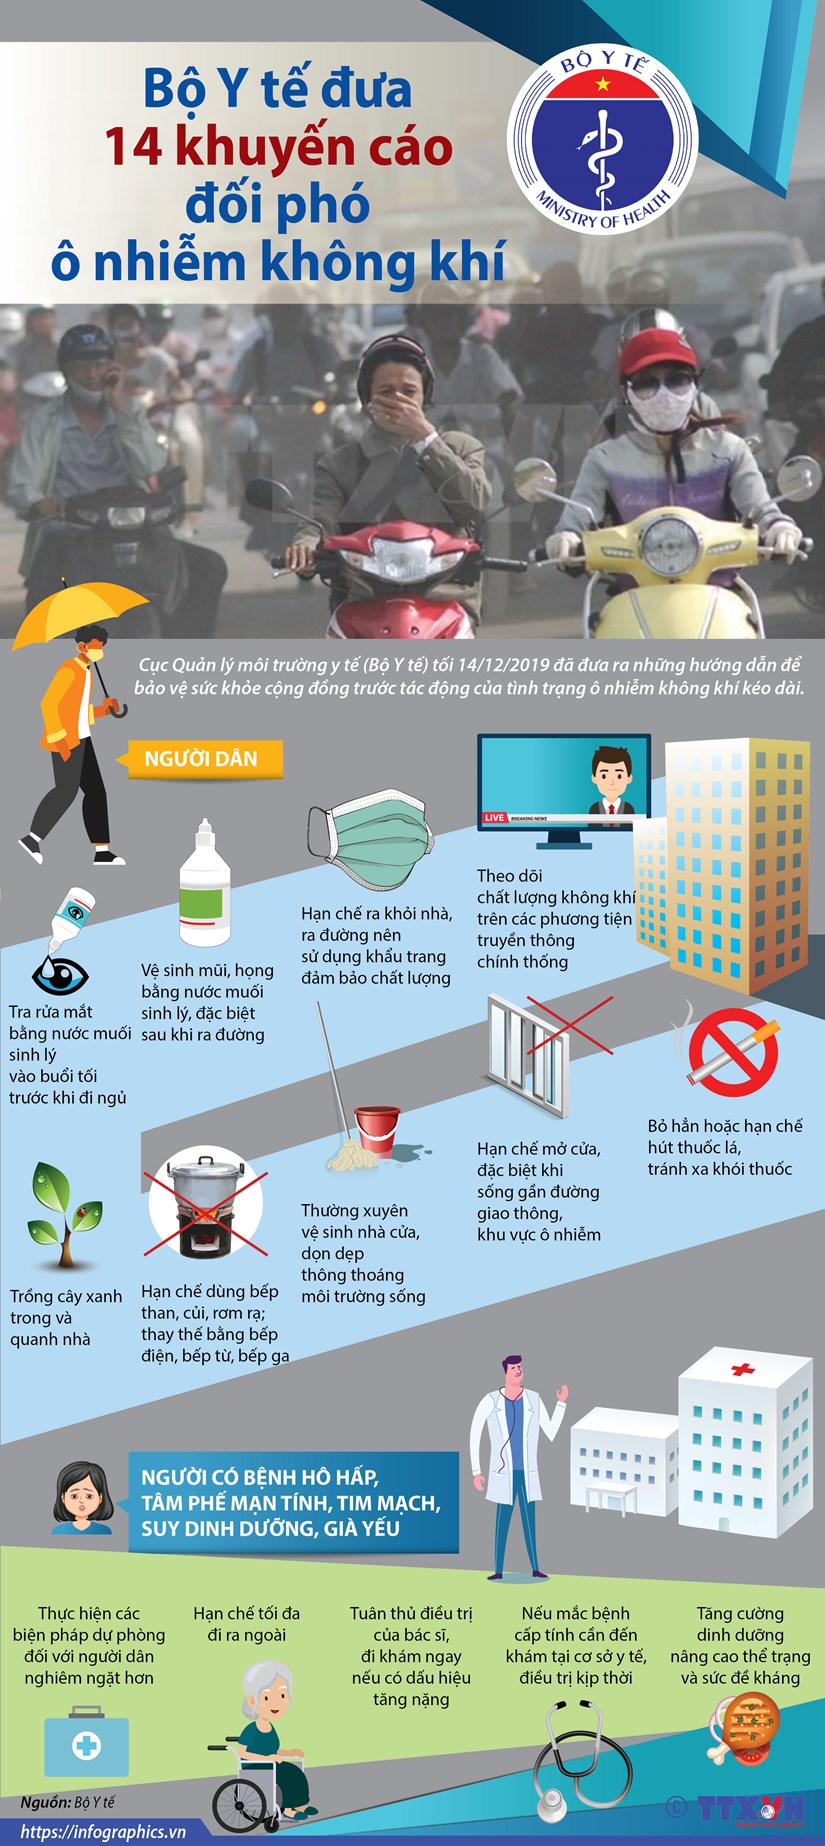 Bộ Y tế đưa
14 khuyến cáo
đối phó
ô nhiễm không khí
BỘ Y TẾ
MINISTRY OF HEALTH
Cục Quản lý môi trường y tế (Bộ Y tế) tối 14/12/2019 đã đưa ra những hướng dẫn để
bảo vệ sức khỏe cộng đồng trước tác động của tình trạng ô nhiễm không khí kéo dài.
NGƯỜI DÂN
LIVE BREAKING NEWS
Tra rửa mắt
bằng nước muối
sinh lý
vào buổi tối
trước khi đi ngủ
Vệ sinh mũi, họng
bằng nước muối
sinh lý, đặc biệt
sau khi ra đường
Hạn chế ra khỏi nhà,
ra đường nên
sử dụng khẩu trang
đảm bảo chất lượng
Theo dõi
chất lượng không khí
trên các phương tiện
truyền thông
chính thống
Trồng cây xanh
trong và
quanh nhà
Hạn chế dùng bếp
than, củi, rơm rạ;
thay thế bằng bếp
điện, bếp từ, bếp ga
Thường xuyên
vệ sinh nhà cửa,
dọn dẹp
thông thoáng
môi trường sống
Hạn chế mở cửa,
đặc biệt khi
sống gần đường
giao thông,
khu vực ô nhiễm
Bỏ hẳn hoặc hạn chế
hút thuốc lá,
tránh xa khói thuốc
NGƯỜI CÓ BỆNH HÔ HẤP,
TÂM PHẾ MẠN TÍNH, TIM MẠCH,
SUY DINH DƯỠNG, GIÀ YẾU
Thực hiện các
biện pháp dự phòng
đối với người dân
nghiêm ngặt hơn
Hạn chế tối đa
đi ra ngoài
Tuân thủ điều trị
của bác sĩ,
đi khám ngay
nếu có dấu hiệu
tăng nặng
Nếu mắc bệnh
cấp tính cần đến
khám tại cơ sở y tế,
điều trị kịp thời
Tăng cường
dinh dưỡng
nâng cao thể trạng
và sức đề kháng
Nguồn: Bộ Y tế
© TTXVN
https://infographics.vn